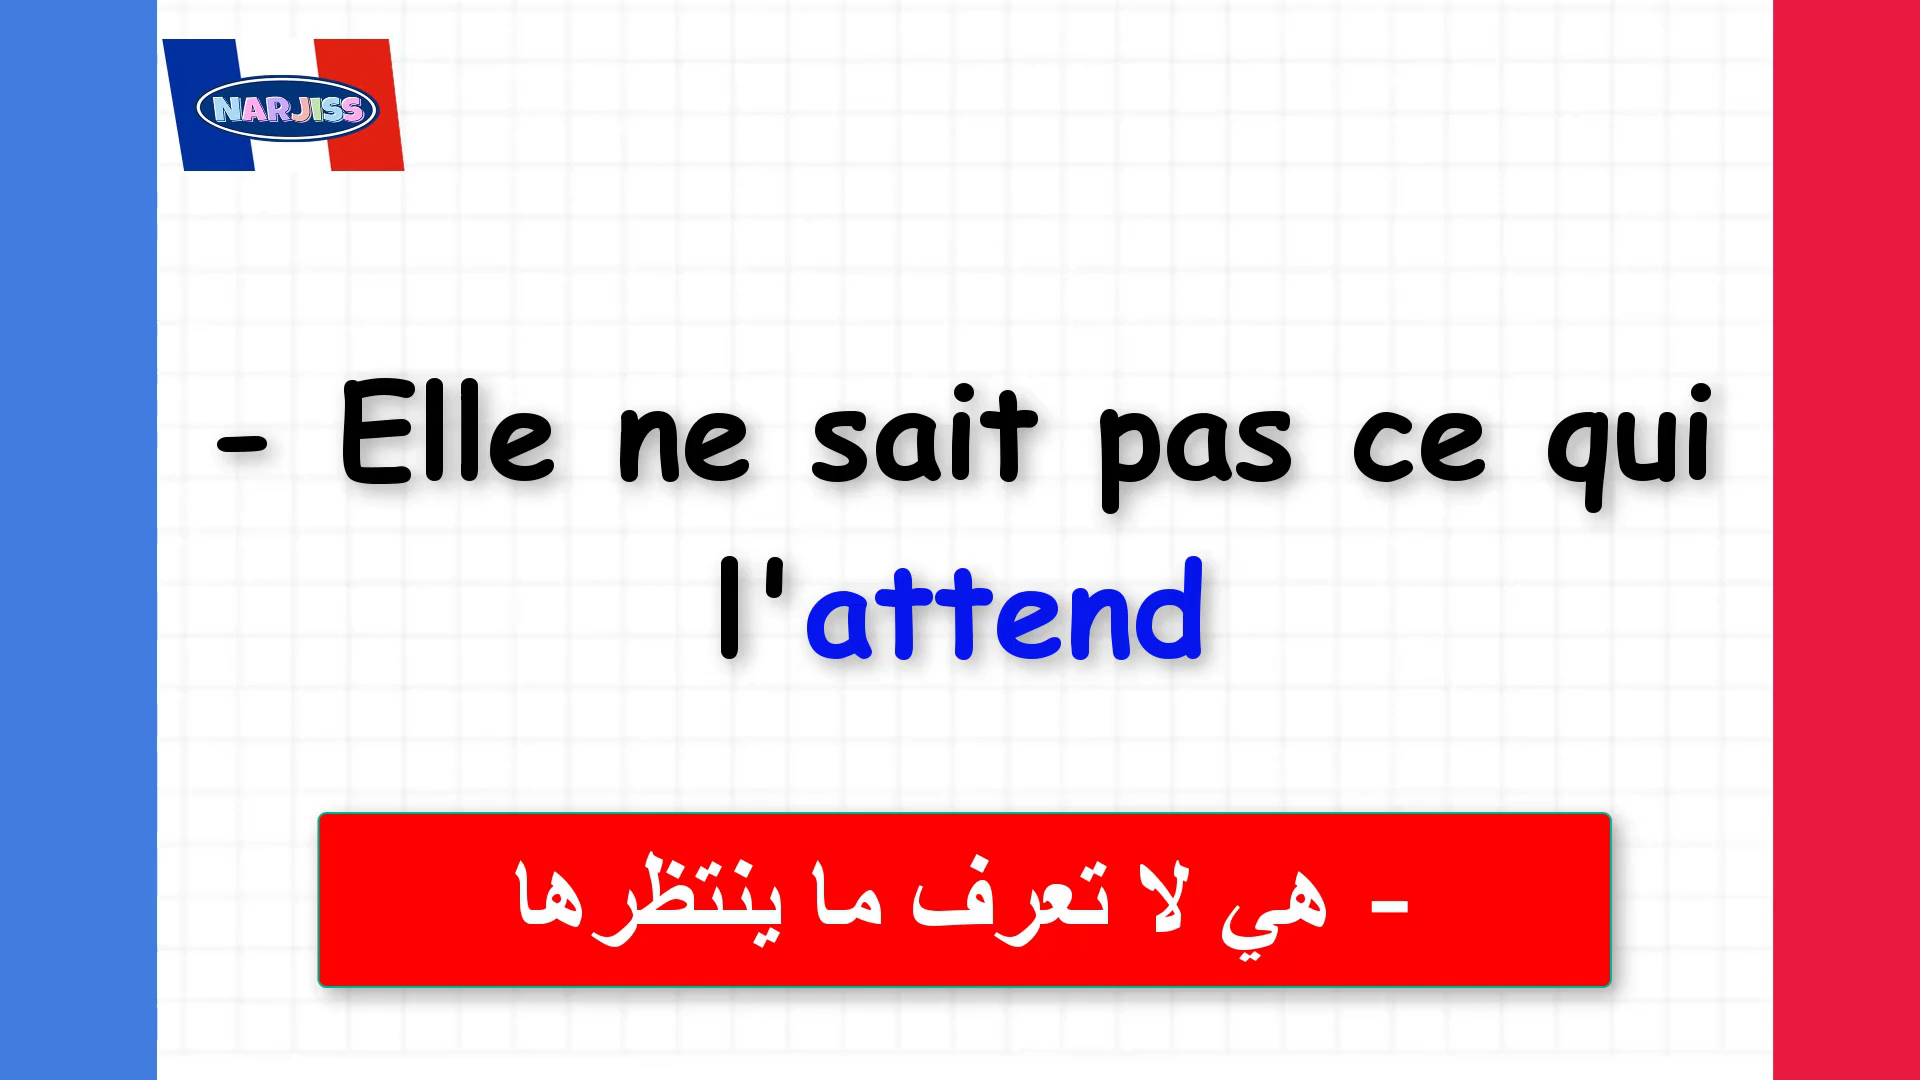 NARJISS
- Elle ne sait pas ce qui
l'attend
- هي لا تعرف ما ينتظرها